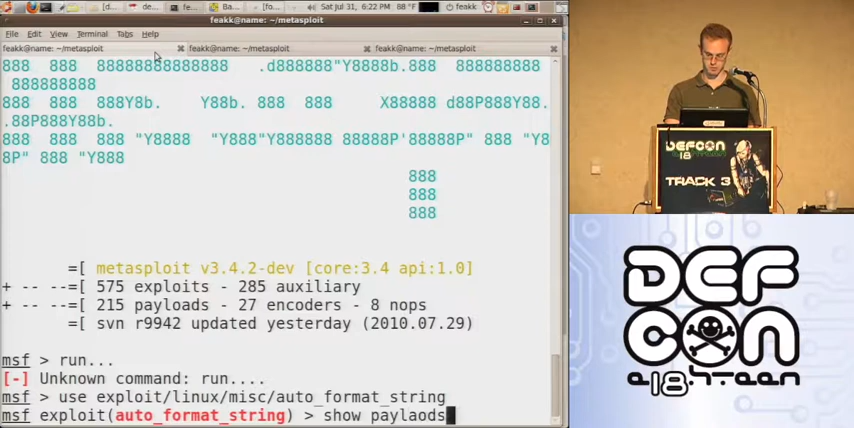 Sat Jul 31, 6:22 PM 88 °F feakk
feakk@name: ~/metasploit
File Edit View Terminal Tabs Help
feakk@name: ~/metasploit feakk@name: ~/metasploit feakk@name: ~/metasploit
888 888 8888888888888 .d888888"Y8888b.888 888888888
888888888
888 888 888Y8b. Y88b. 888 888 X88888 d88P888Y88.
.88P888Y88b.
888 888 888 "Y8888 "Y888"Y888888 88888P'88888P" 888 "Y8
8P" 888 "Y888
888
888
888
=[ metasploit v3.4.2-dev [core:3.4 api:1.0]
+ -- --=[ 575 exploits - 285 auxiliary
+ -- --=[ 215 payloads - 27 encoders - 8 nops
=[ svn r9942 updated yesterday (2010.07.29)
msf > run...
[-] Unknown command: run....
msf > use exploit/linux/misc/auto_format_string
msf exploit(auto_format_string) > show paylaods
DEFCON
18
TRACK 3
DEF
CON
e18.hteen